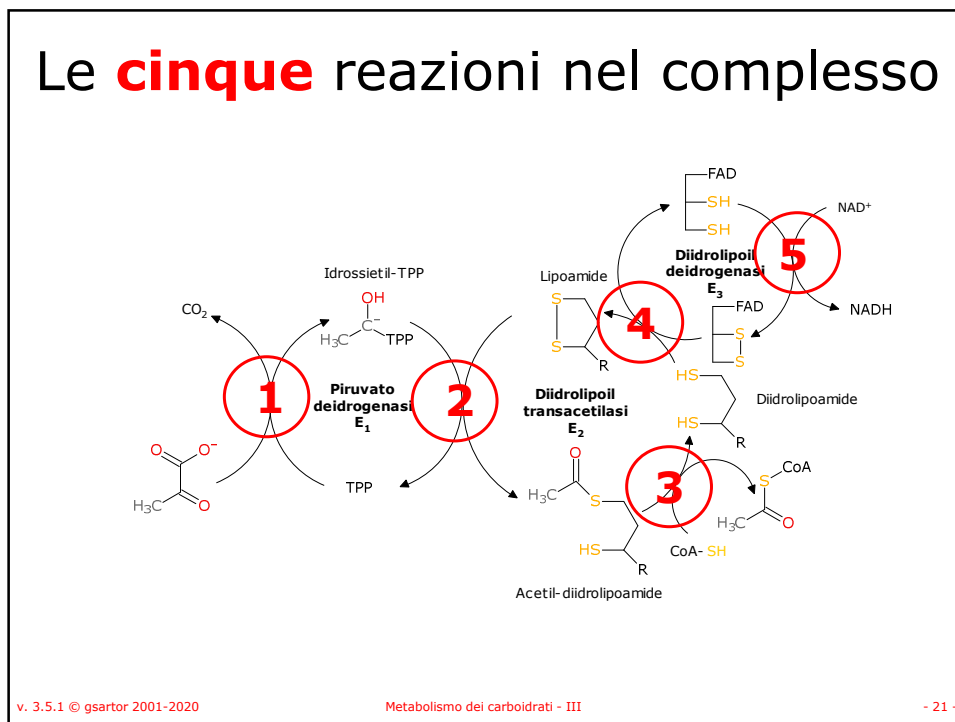 Le cinque reazioni nel complesso
FAD
SH
SH
NAD⁺
5
Diidrolipoil
deidrogenasi
E₃
NADH
Idrossietil-TPP
OH
H₃C
C⁻
TPP
CO₂
Lipoamide
S
S
R
4
FAD
S
S
1
Piruvato
deidrogenasi
E₁
2
Diidrolipoil
transacetilasi
E₂
HS
HS
R
Diidrolipoamide
O
O⁻
H₃C
O
TPP
O
H₃C
S
HS
R
3
CoA
S
H₃C
O
CoA-SH
Acetil-diidrolipoamide
v. 3.5.1 © gsartor 2001-2020
Metabolismo dei carboidrati - III
- 21 -